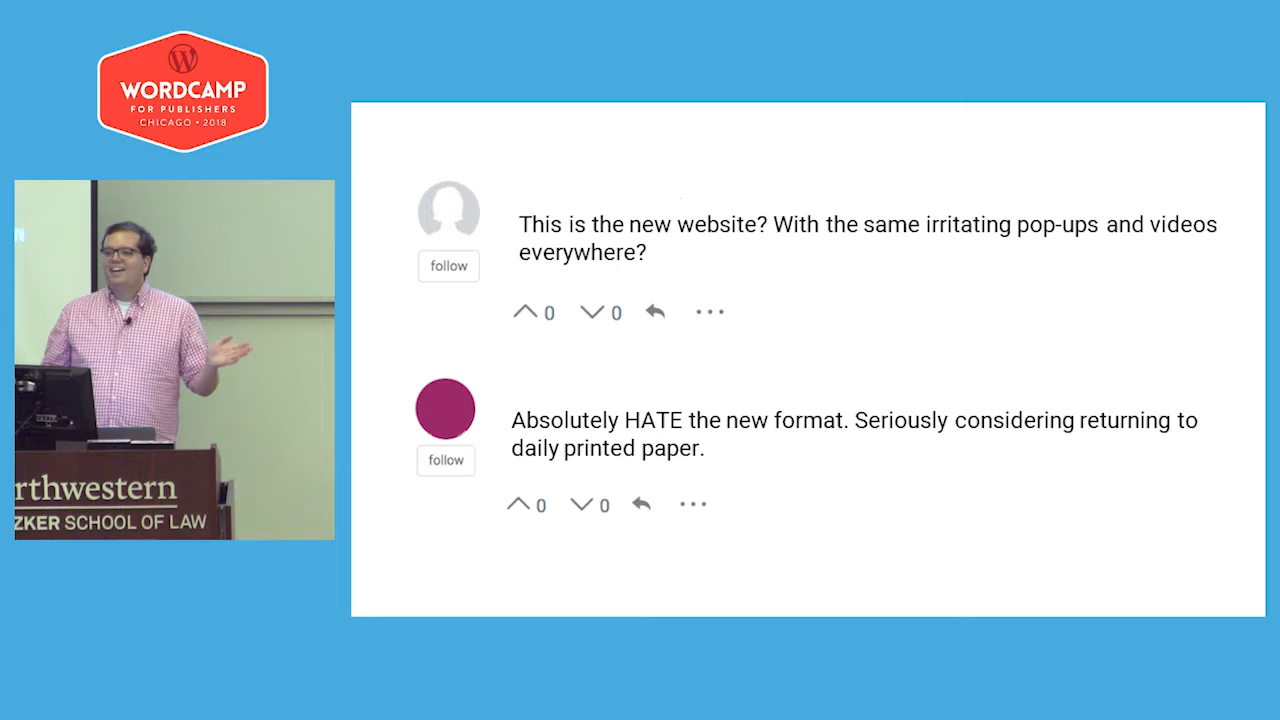 WORDCAMP
FOR PUBLISHERS
CHICAGO • 2018
This is the new website? With the same irritating pop-ups and videos
everywhere?
follow
0 0
Absolutely HATE the new format. Seriously considering returning to
daily printed paper.
follow
0 0
rthwestern
ZKER SCHOOL OF LAW